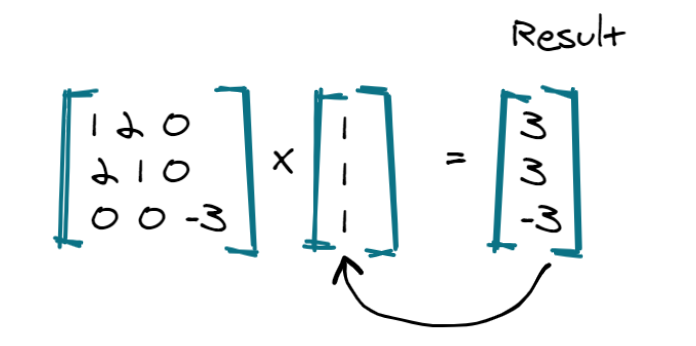 Result
1 2 0 1 3
2 1 0 x 1 = 3
0 0 -3 1 -3